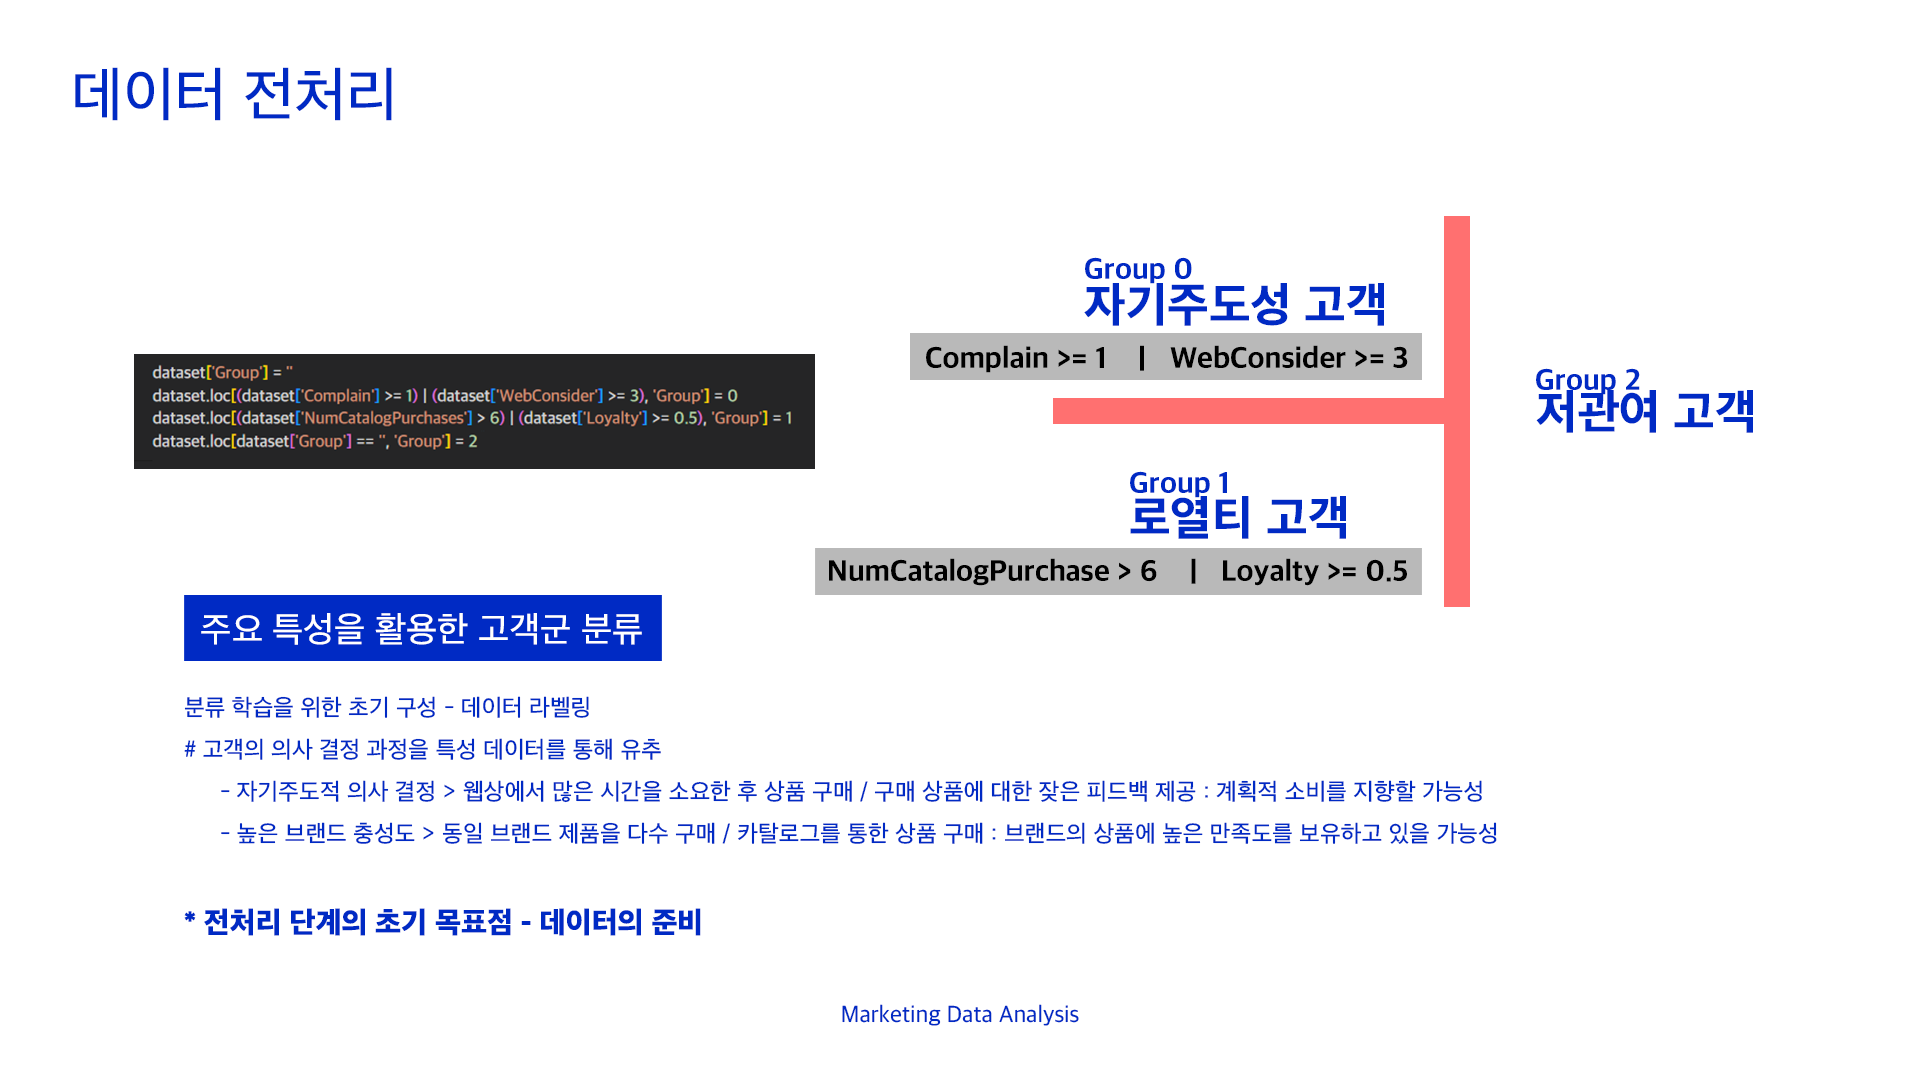 데이터 전처리
dataset['Group'] = ''
dataset.loc[(dataset['Complain'] >= 1) | (dataset['WebConsider'] >= 3), 'Group'] = 0
dataset.loc[(dataset['NumCatalogPurchases'] > 6) | (dataset['Loyalty'] >= 0.5), 'Group'] = 1
dataset.loc[dataset['Group'] == '', 'Group'] = 2
Group 0
자기주도성 고객
Complain >= 1 | WebConsider >= 3
Group 1
로열티 고객
NumCatalogPurchase > 6 | Loyalty >= 0.5
Group 2
저관여 고객
주요 특성을 활용한 고객군 분류
분류 학습을 위한 초기 구성 - 데이터 라벨링
# 고객의 의사 결정 과정을 특성 데이터를 통해 유추
- 자기주도적 의사 결정 > 웹상에서 많은 시간을 소요한 후 상품 구매 / 구매 상품에 대한 잦은 피드백 제공 : 계획적 소비를 지향할 가능성
- 높은 브랜드 충성도 > 동일 브랜드 제품을 다수 구매 / 카탈로그를 통한 상품 구매 : 브랜드의 상품에 높은 만족도를 보유하고 있을 가능성
* 전처리 단계의 초기 목표점 - 데이터의 준비
Marketing Data Analysis